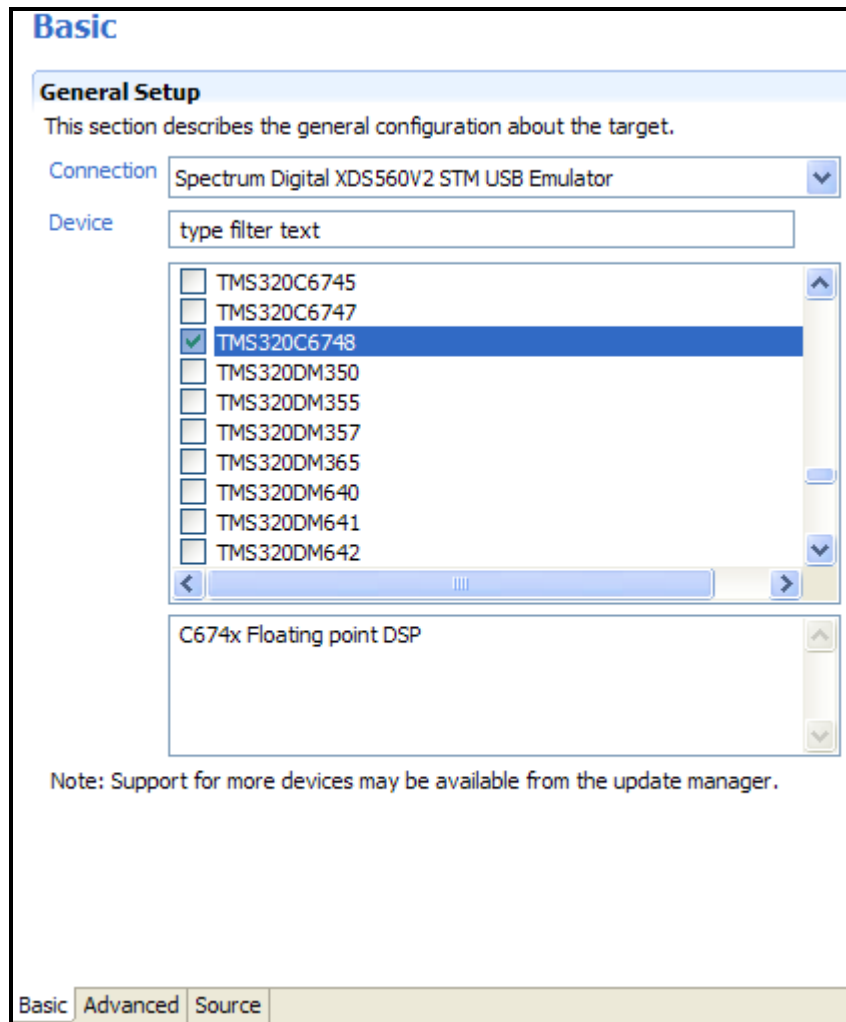 Basic
General Setup
This section describes the general configuration about the target.
Connection Spectrum Digital XDS560V2 STM USB Emulator
Device type filter text
TMS320C6745
TMS320C6747
TMS320C6748
TMS320DM350
TMS320DM355
TMS320DM357
TMS320DM365
TMS320DM640
TMS320DM641
TMS320DM642
C674x Floating point DSP
Note: Support for more devices may be available from the update manager.
Basic Advanced Source